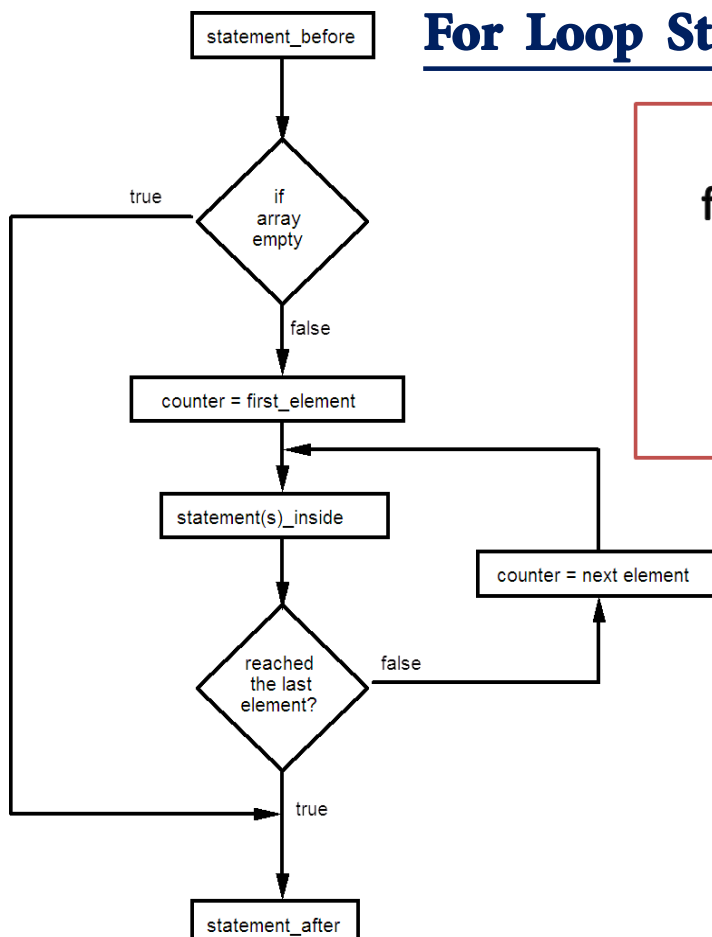 statement_before
For Loop St
true
if
array
empty
f
false
counter = first_element
statement(s)_inside
counter = next element
reached
the last
element?
false
true
statement_after